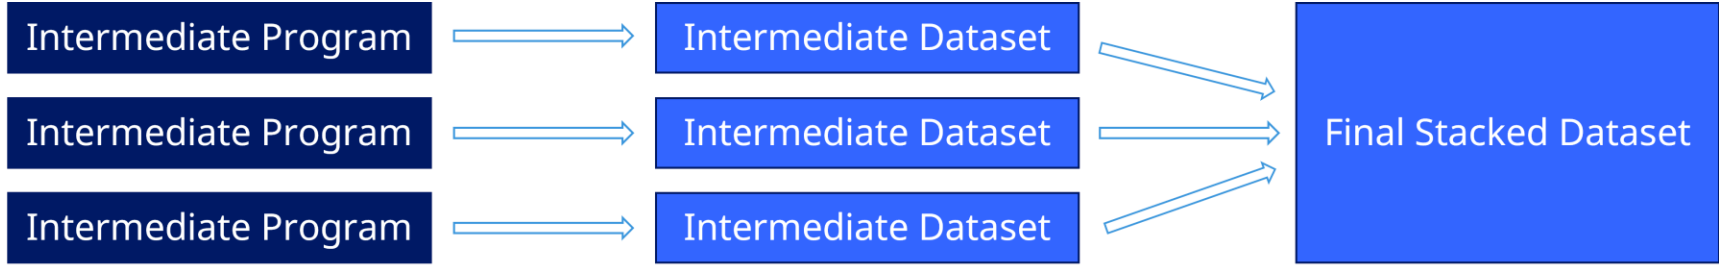 Intermediate Program
Intermediate Dataset
Intermediate Program
Intermediate Dataset
Final Stacked Dataset
Intermediate Program
Intermediate Dataset